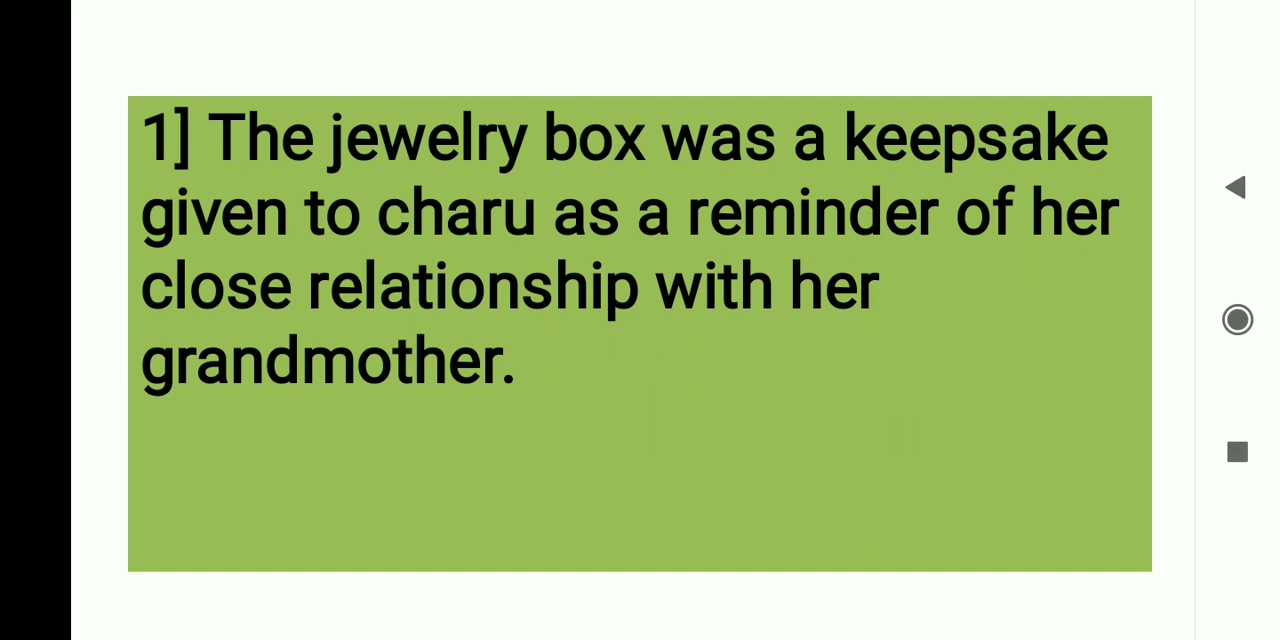 1] The jewelry box was a keepsake
given to charu as a reminder of her
close relationship with her
grandmother.